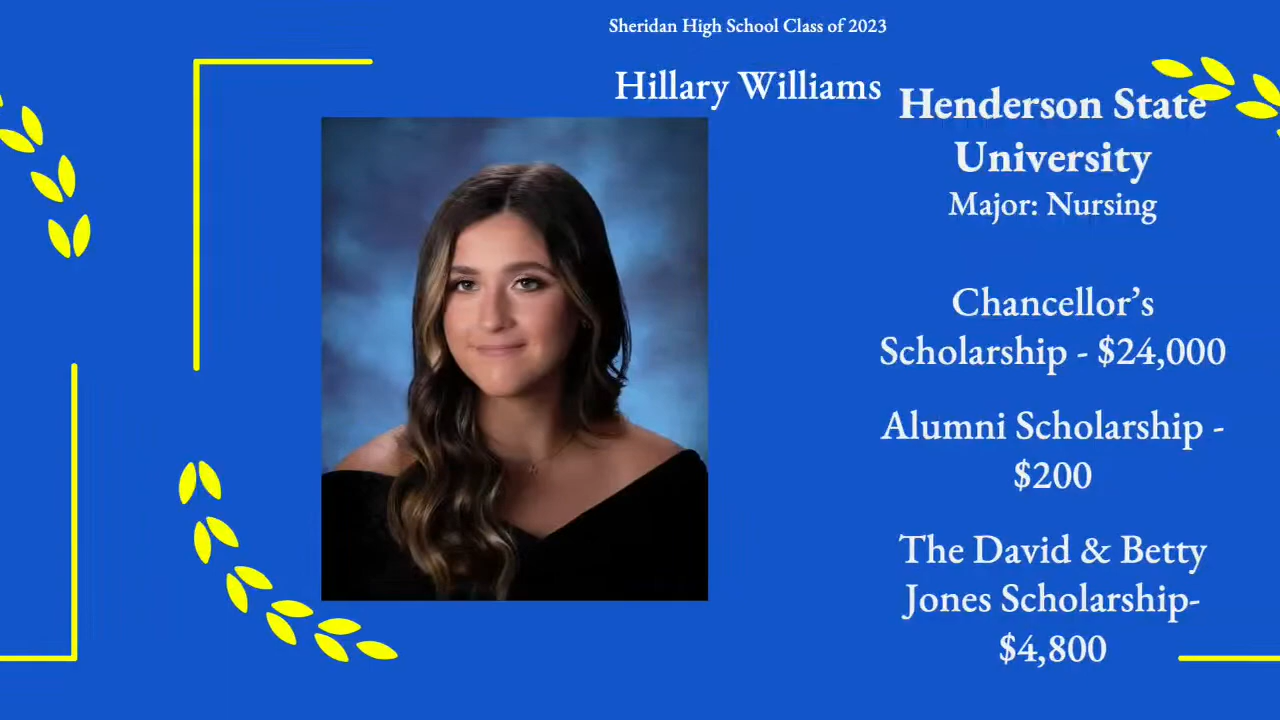 Sheridan High School Class of 2023
Hillary Williams
Henderson State
University
Major: Nursing
Chancellor’s
Scholarship - $24,000
Alumni Scholarship -
$200
The David & Betty
Jones Scholarship-
$4,800